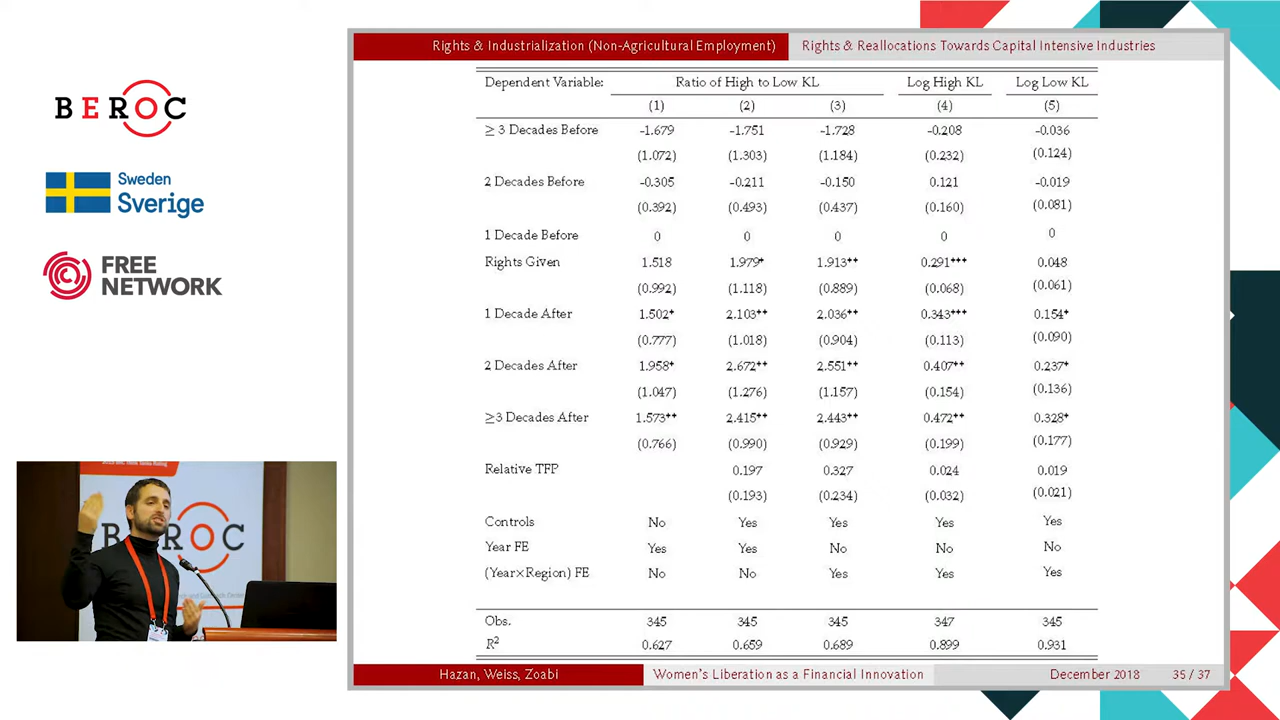 BEROC
Sweden
Sverige
FREE
NETWORK
Rights & Industrialization (Non-Agricultural Employment) Rights & Reallocations Towards Capital Intensive Industries
Dependent Variable: Ratio of High to Low KL Log High KL Log Low KL
(1) (2) (3) (4) (5)
≥ 3 Decades Before -1.679 -1.751 -1.728 -0.208 -0.036
(1.072) (1.303) (1.184) (0.232) (0.124)
2 Decades Before -0.305 -0.211 -0.150 0.121 -0.019
(0.392) (0.493) (0.437) (0.160) (0.081)
1 Decade Before 0 0 0 0 0
Rights Given 1.518 1.979* 1.913** 0.291*** 0.048
(0.992) (1.118) (0.889) (0.068) (0.061)
1 Decade After 1.502* 2.103** 2.036** 0.343*** 0.154*
(0.777) (1.018) (0.904) (0.113) (0.090)
2 Decades After 1.958* 2.672** 2.551** 0.407** 0.237*
(1.047) (1.276) (1.157) (0.154) (0.136)
≥3 Decades After 1.573** 2.415** 2.443** 0.472** 0.328*
(0.766) (0.990) (0.929) (0.199) (0.177)
Relative TFP 0.197 0.327 0.024 0.019
(0.193) (0.234) (0.032) (0.021)
Controls No Yes Yes Yes Yes
Year FE Yes Yes No No No
(Year×Region) FE No No Yes Yes Yes
Obs. 345 345 345 347 345
R² 0.627 0.659 0.689 0.899 0.931
Hazan, Weiss, Zoabi Women's Liberation as a Financial Innovation December 2018 35 / 37
BEROC